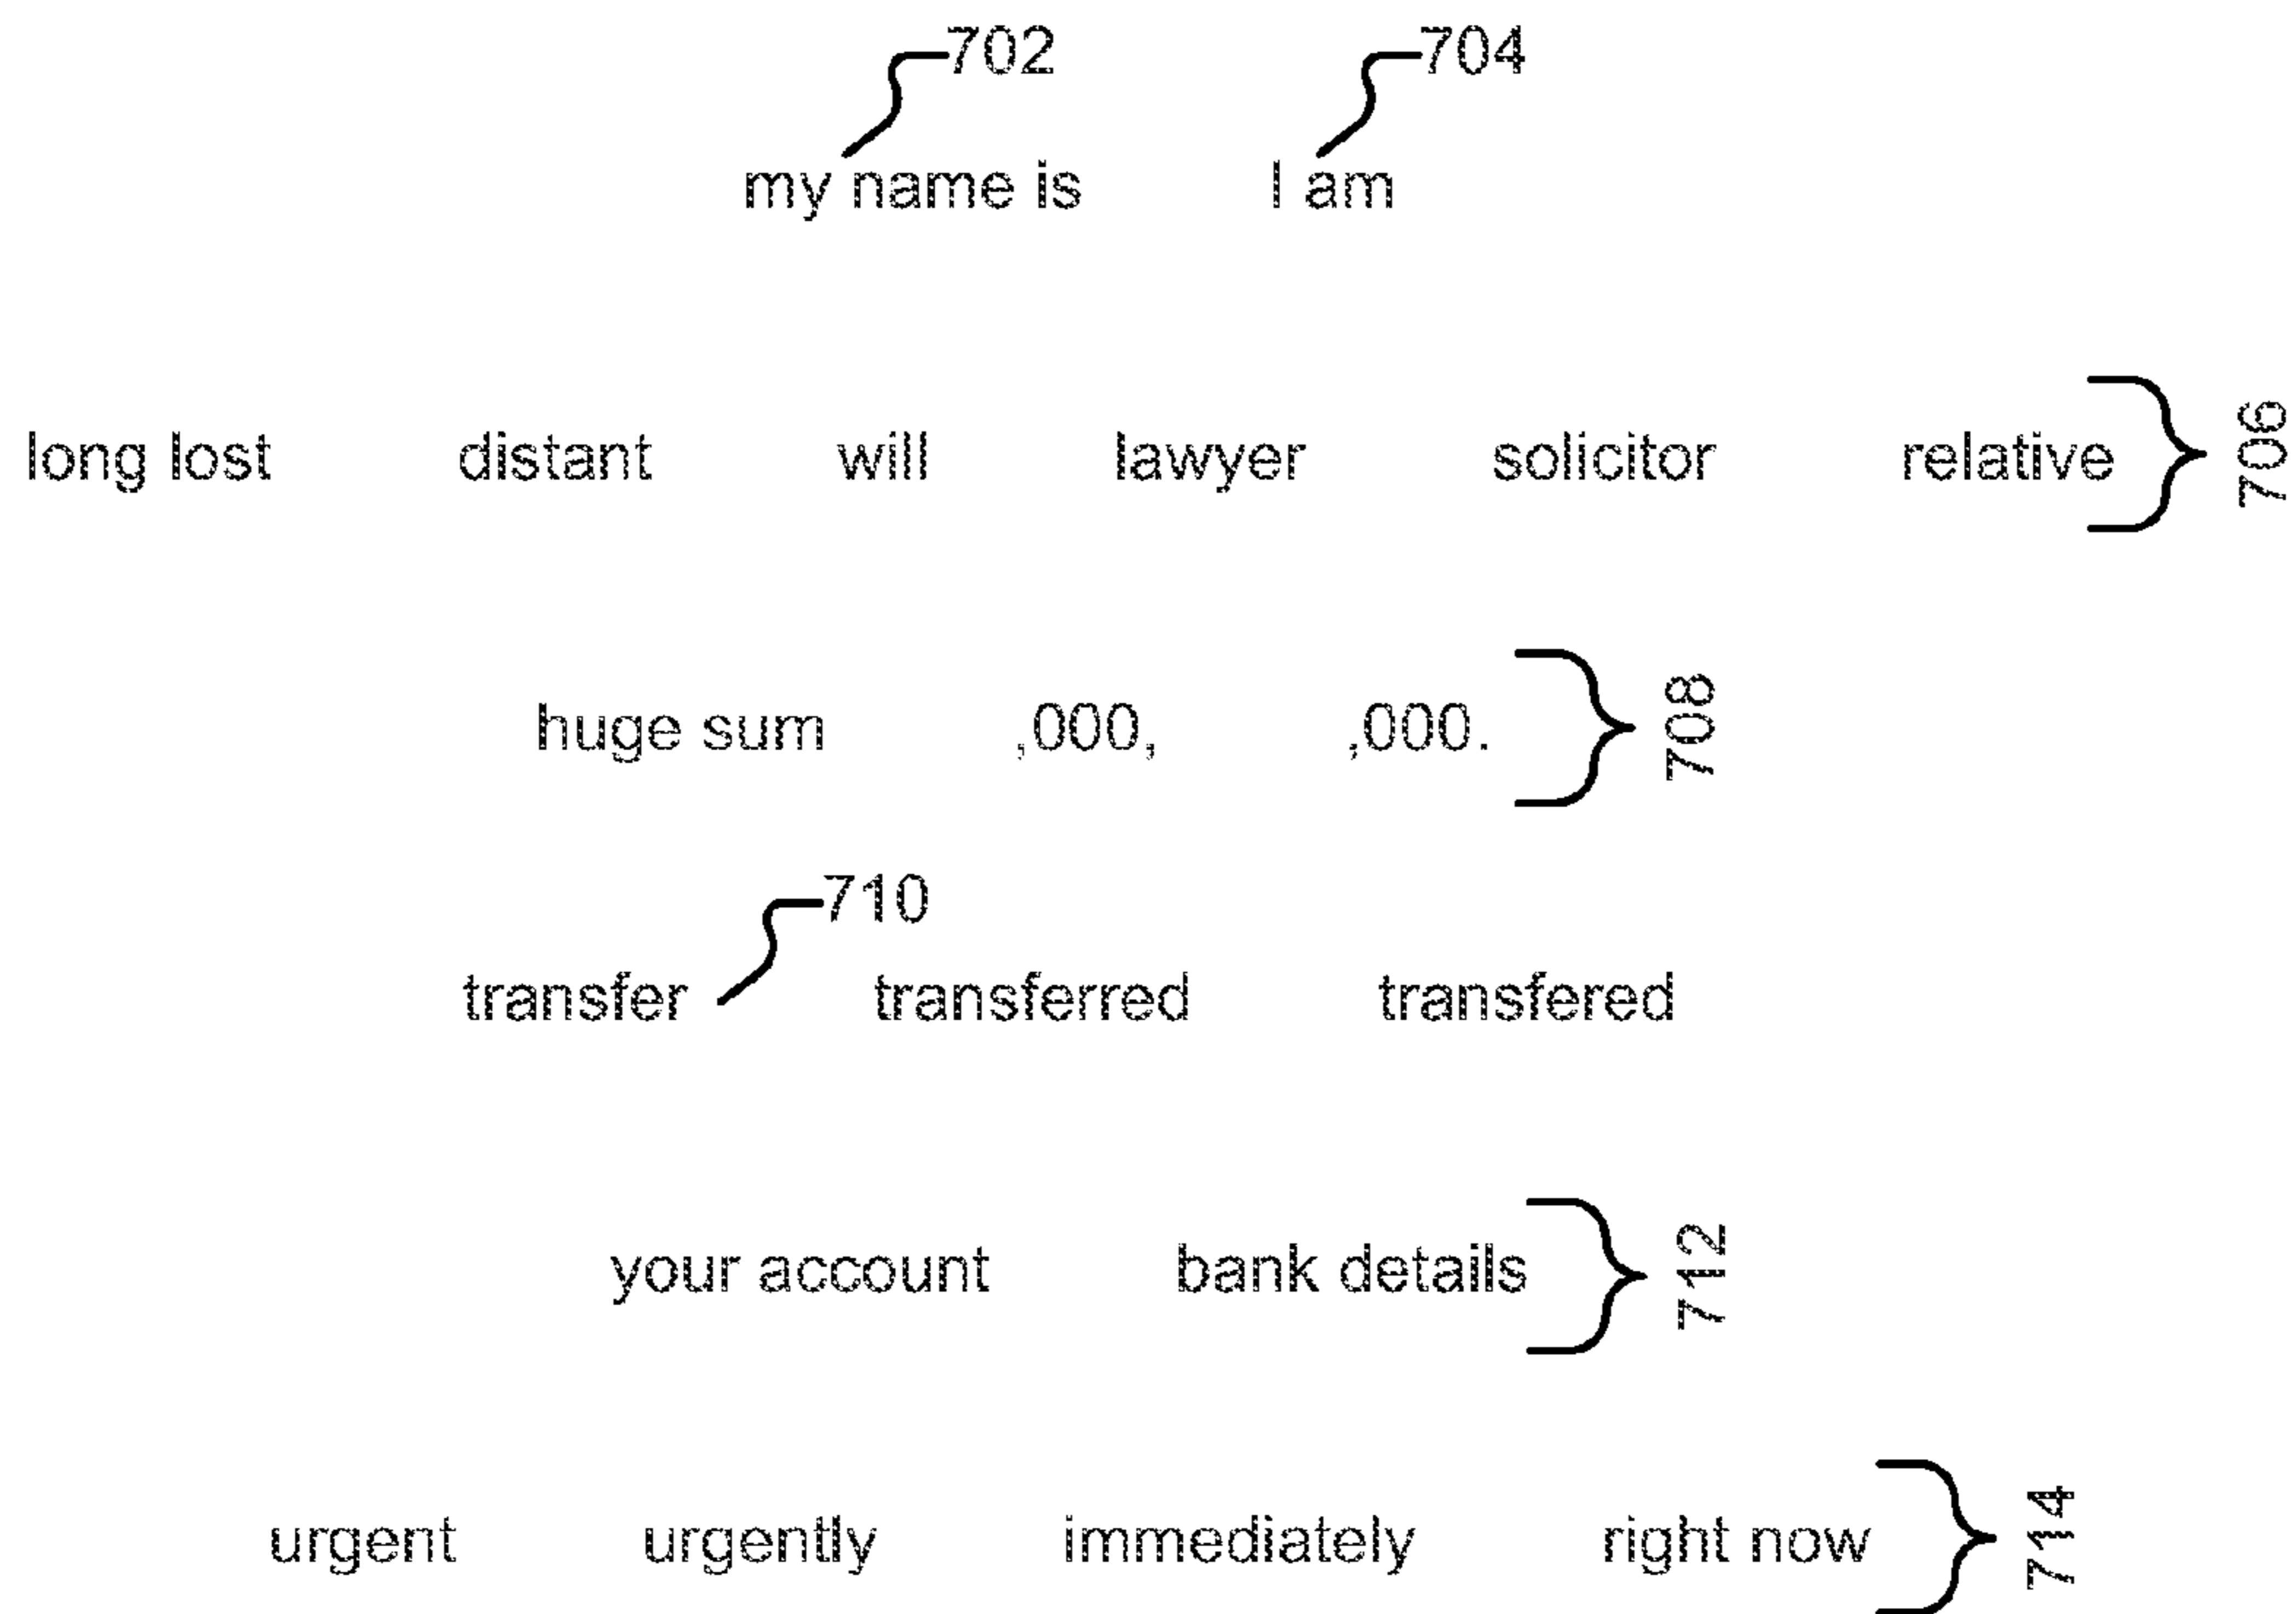 702 704
my name is I am
long lost distant will lawyer solicitor relative 706
huge sum ,000, ,000. 708
710
transfer transferred transfered
your account bank details 712
urgent urgently immediately right now 714